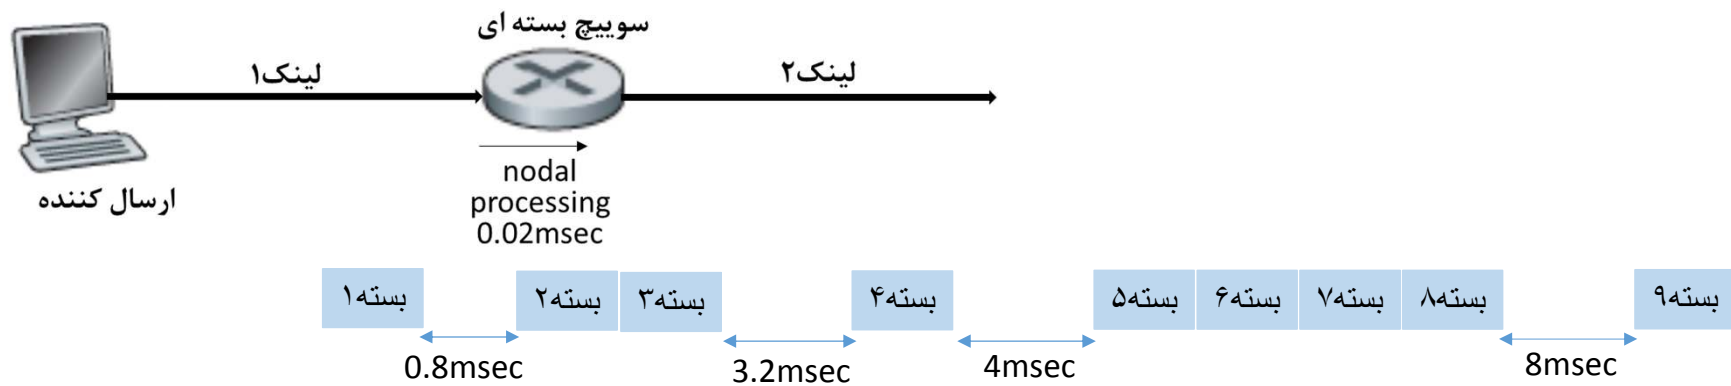 سوییچ بسته ای
لینک۱
لینک۲
nodal
processing
0.02msec
ارسال کننده
بسته۱
بسته۲
بسته۳
بسته۴
بسته۵
بسته۶
بسته۷
بسته۸
بسته۹
0.8msec
3.2msec
4msec
8msec